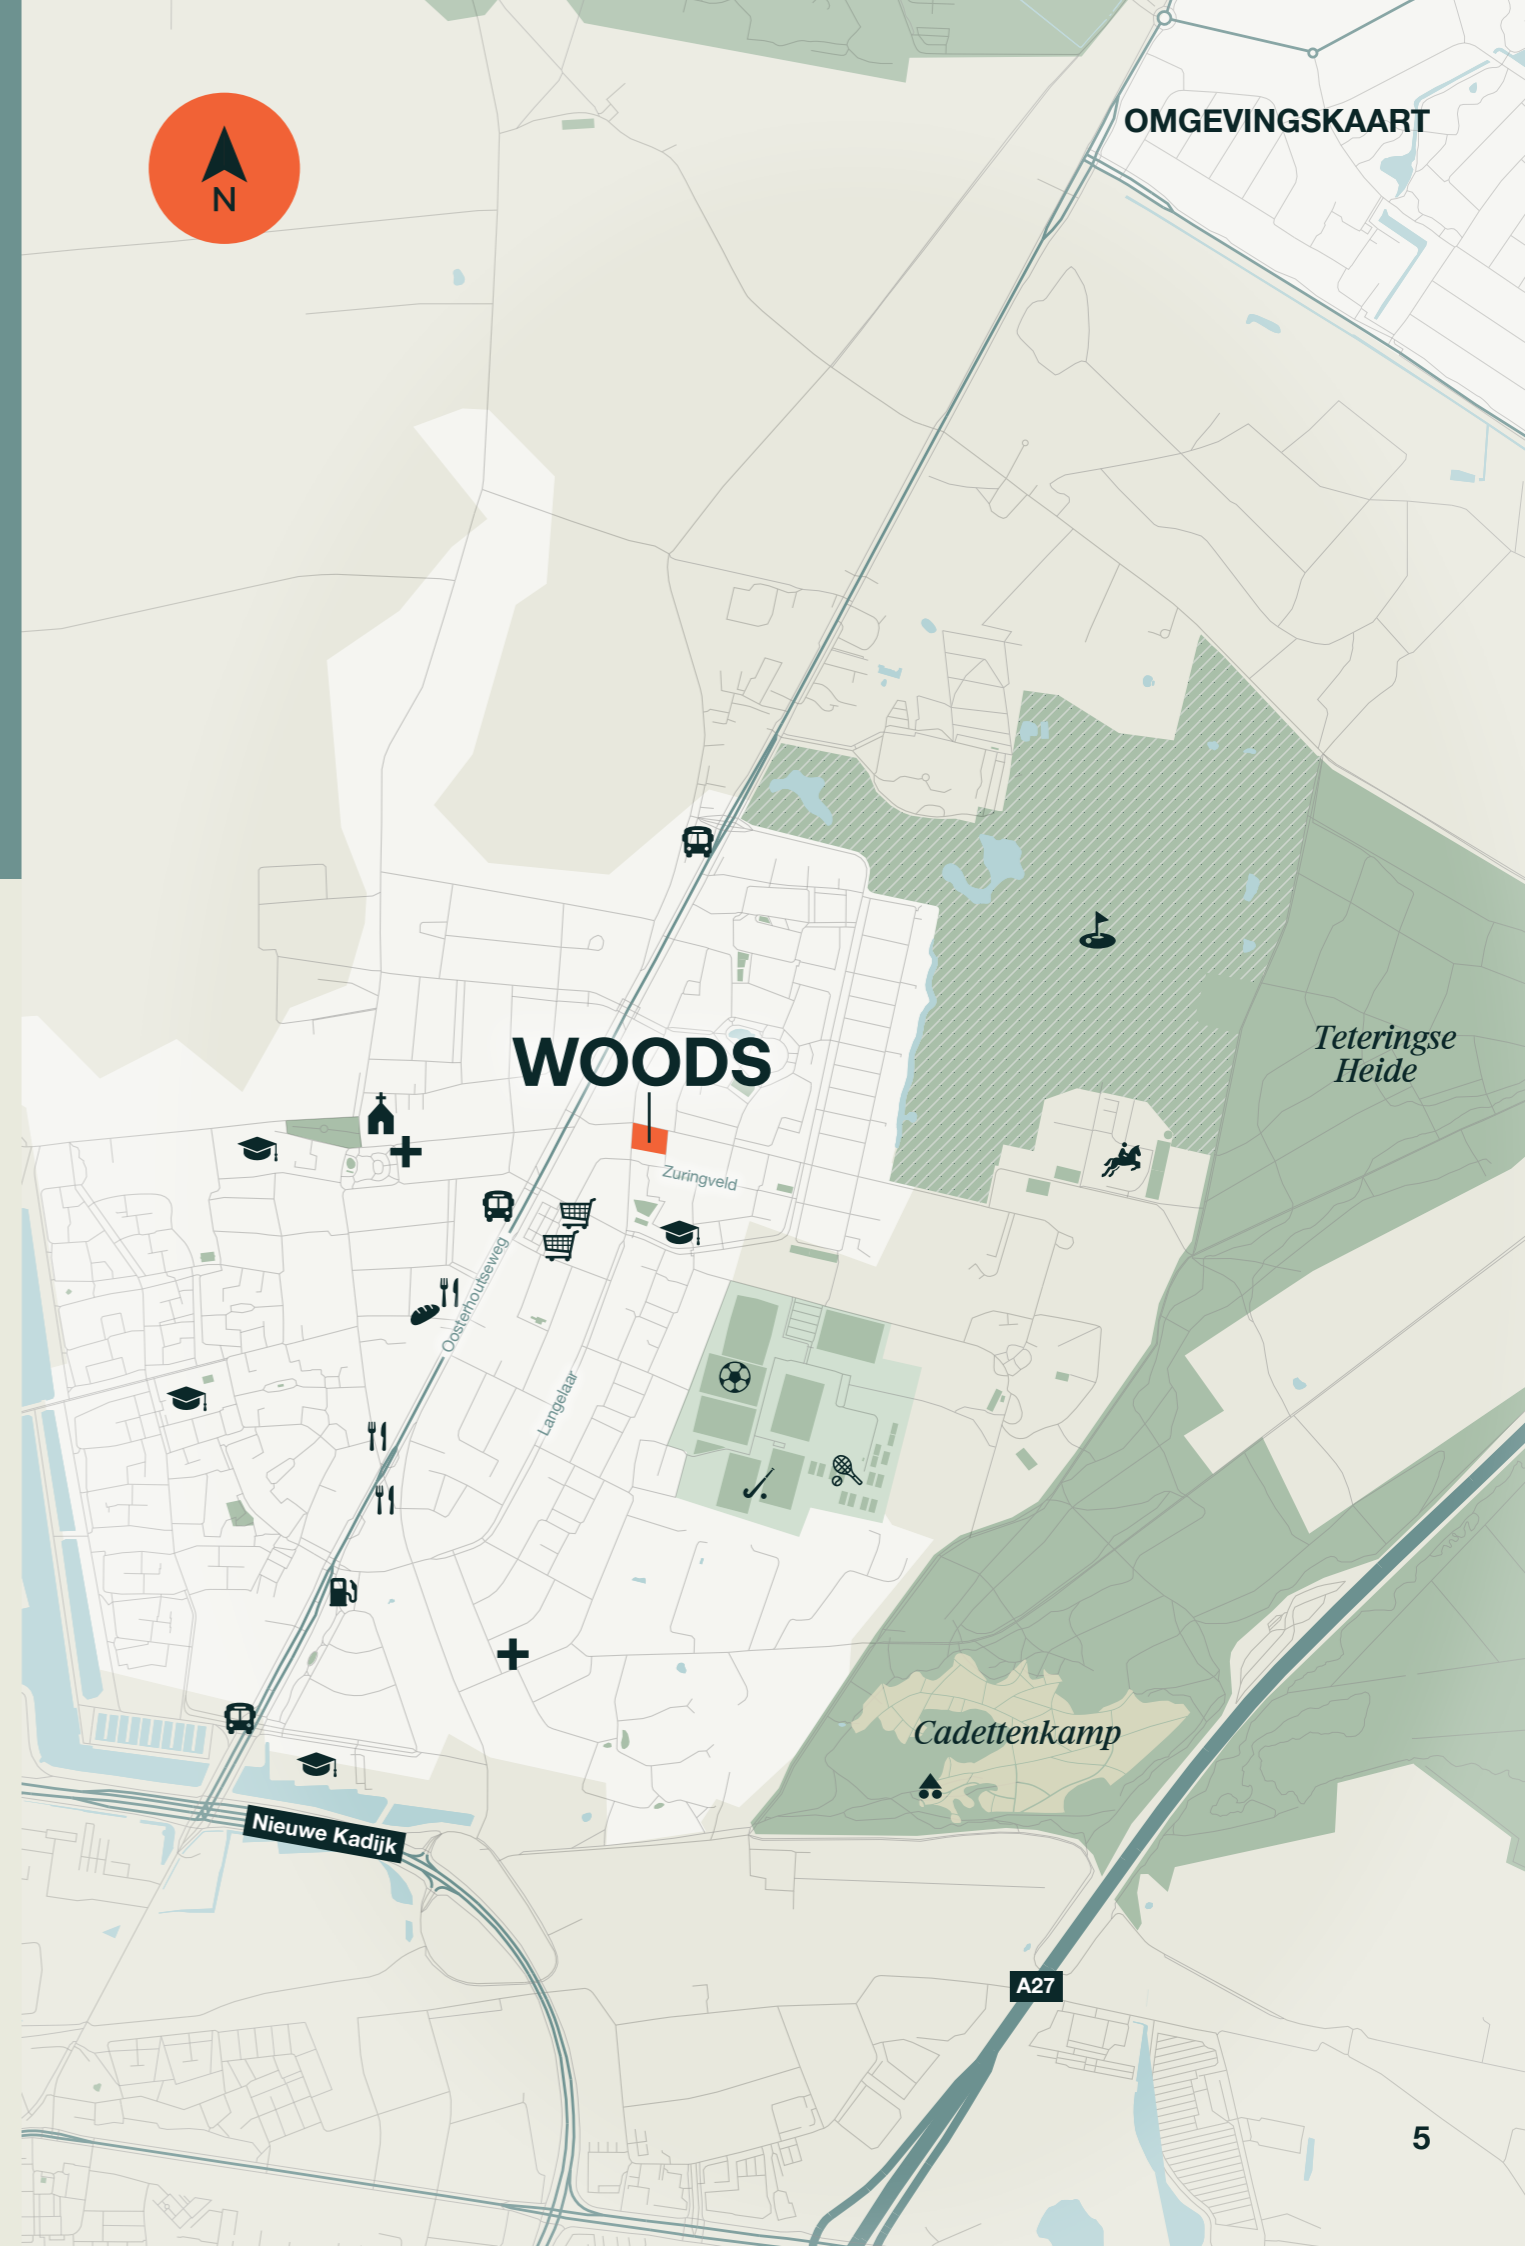 OMGEVINGSKAART
N
Teteringse
Heide
WOODS
Zuringveld
Oosterhoutseweg
Langelaar
Cadettenkamp
Nieuwe Kadijk
A27
5